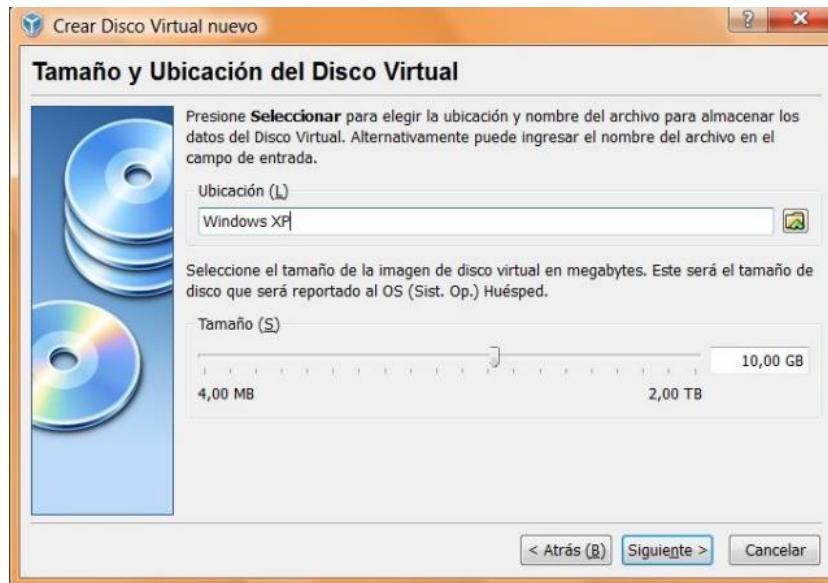 Crear Disco Virtual nuevo
Tamaño y Ubicación del Disco Virtual
Presione Seleccionar para elegir la ubicación y nombre del archivo para almacenar los
datos del Disco Virtual. Alternativamente puede ingresar el nombre del archivo en el
campo de entrada.
Ubicación (L)
Windows XP
Seleccione el tamaño de la imagen de disco virtual en megabytes. Este será el tamaño de
disco que será reportado al OS (Sist. Op.) Huésped.
Tamaño (S)
10,00 GB
4,00 MB 2,00 TB
< Atrás (B) Siguiente > Cancelar